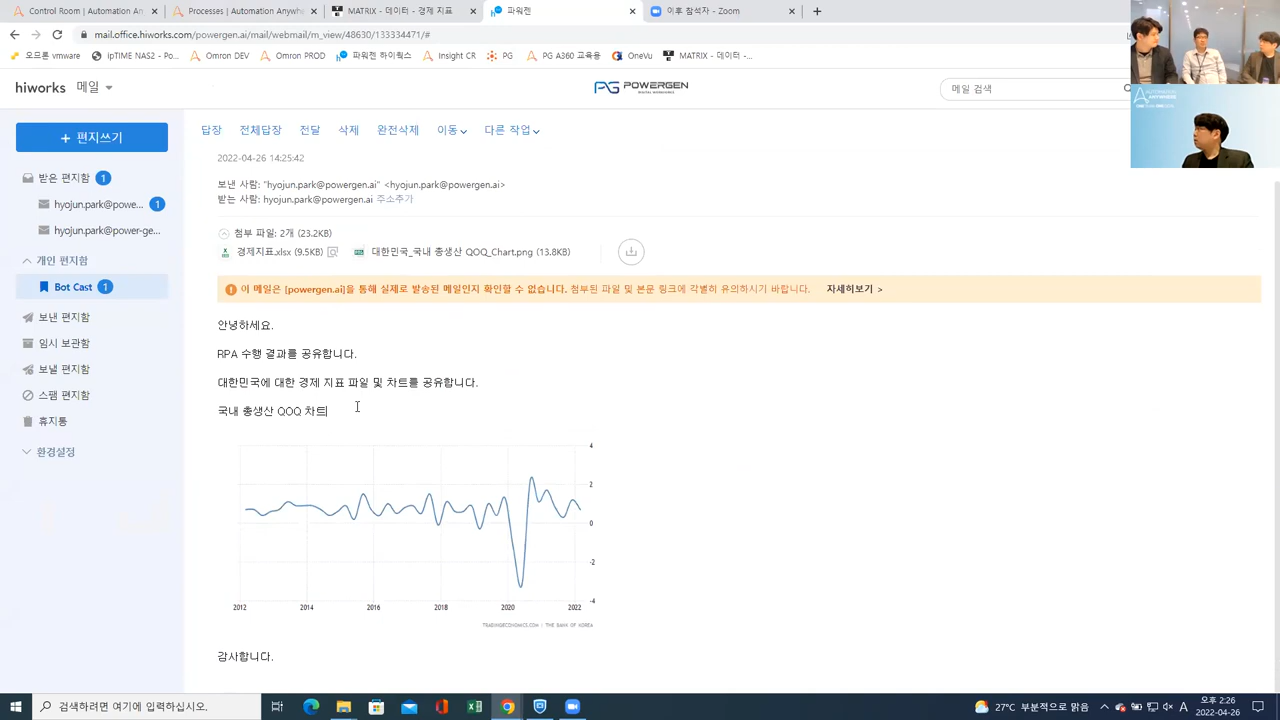 Control Room | Automation A
Processes | Automation Anyw
MATRIX - 데이터 - 경제 지표
파워젠
이후 참석자 - Zoom
mail.office.hiworks.com/powergen.ai/mail/webmail/m_view/48630/133334471/#
오므론 vmware
IpTIME NAS2 - Po...
Omron DEV
Omron PROD
파워젠 하이웍스
Insight CR
PG
PG A360 교육용
OneVu
MATRIX - 데이터 -...
hiworks 메일
PG POWERGEN
메일 검색
+ 편지쓰기
답장 전체답장 전달 삭제 완전삭제 이동 다른 작업
2022-04-26 14:25:42
보낸 사람: "hyojun.park@powergen.ai" <hyojun.park@powergen.ai>
받는 사람: hyojun.park@powergen.ai 주소추가
첨부 파일: 2개 (23.2KB)
경제지표.xlsx (9.5KB) 대한민국_국내 총생산 QOQ_Chart.png (13.8KB)
이 메일은 [powergen.ai]을 통해 실제로 발송된 메일인지 확인할 수 없습니다. 첨부된 파일 및 본문 링크에 각별히 유의하시기 바랍니다. 자세히보기 >
받은 편지함 1
hyojun.park@powe... 1
hyojun.park@power-ge...
개인 편지함
Bot Cast 1
보낸 편지함
임시 보관함
보낼 편지함
스팸 편지함
휴지통
환경설정
안녕하세요.
RPA 수행 결과를 공유합니다.
대한민국에 대한 경제 지표 파일 및 차트를 공유합니다.
국내 총생산 QOQ 차트
4
2
0
-2
-4
2012 2014 2016 2018 2020 2022
TRADINGECONOMICS.COM | THE BANK OF KOREA
감사합니다.
검색하려면 여기에 입력하십시오.
27°C 부분적으로 맑음
A
오후 2:26
2022-04-26